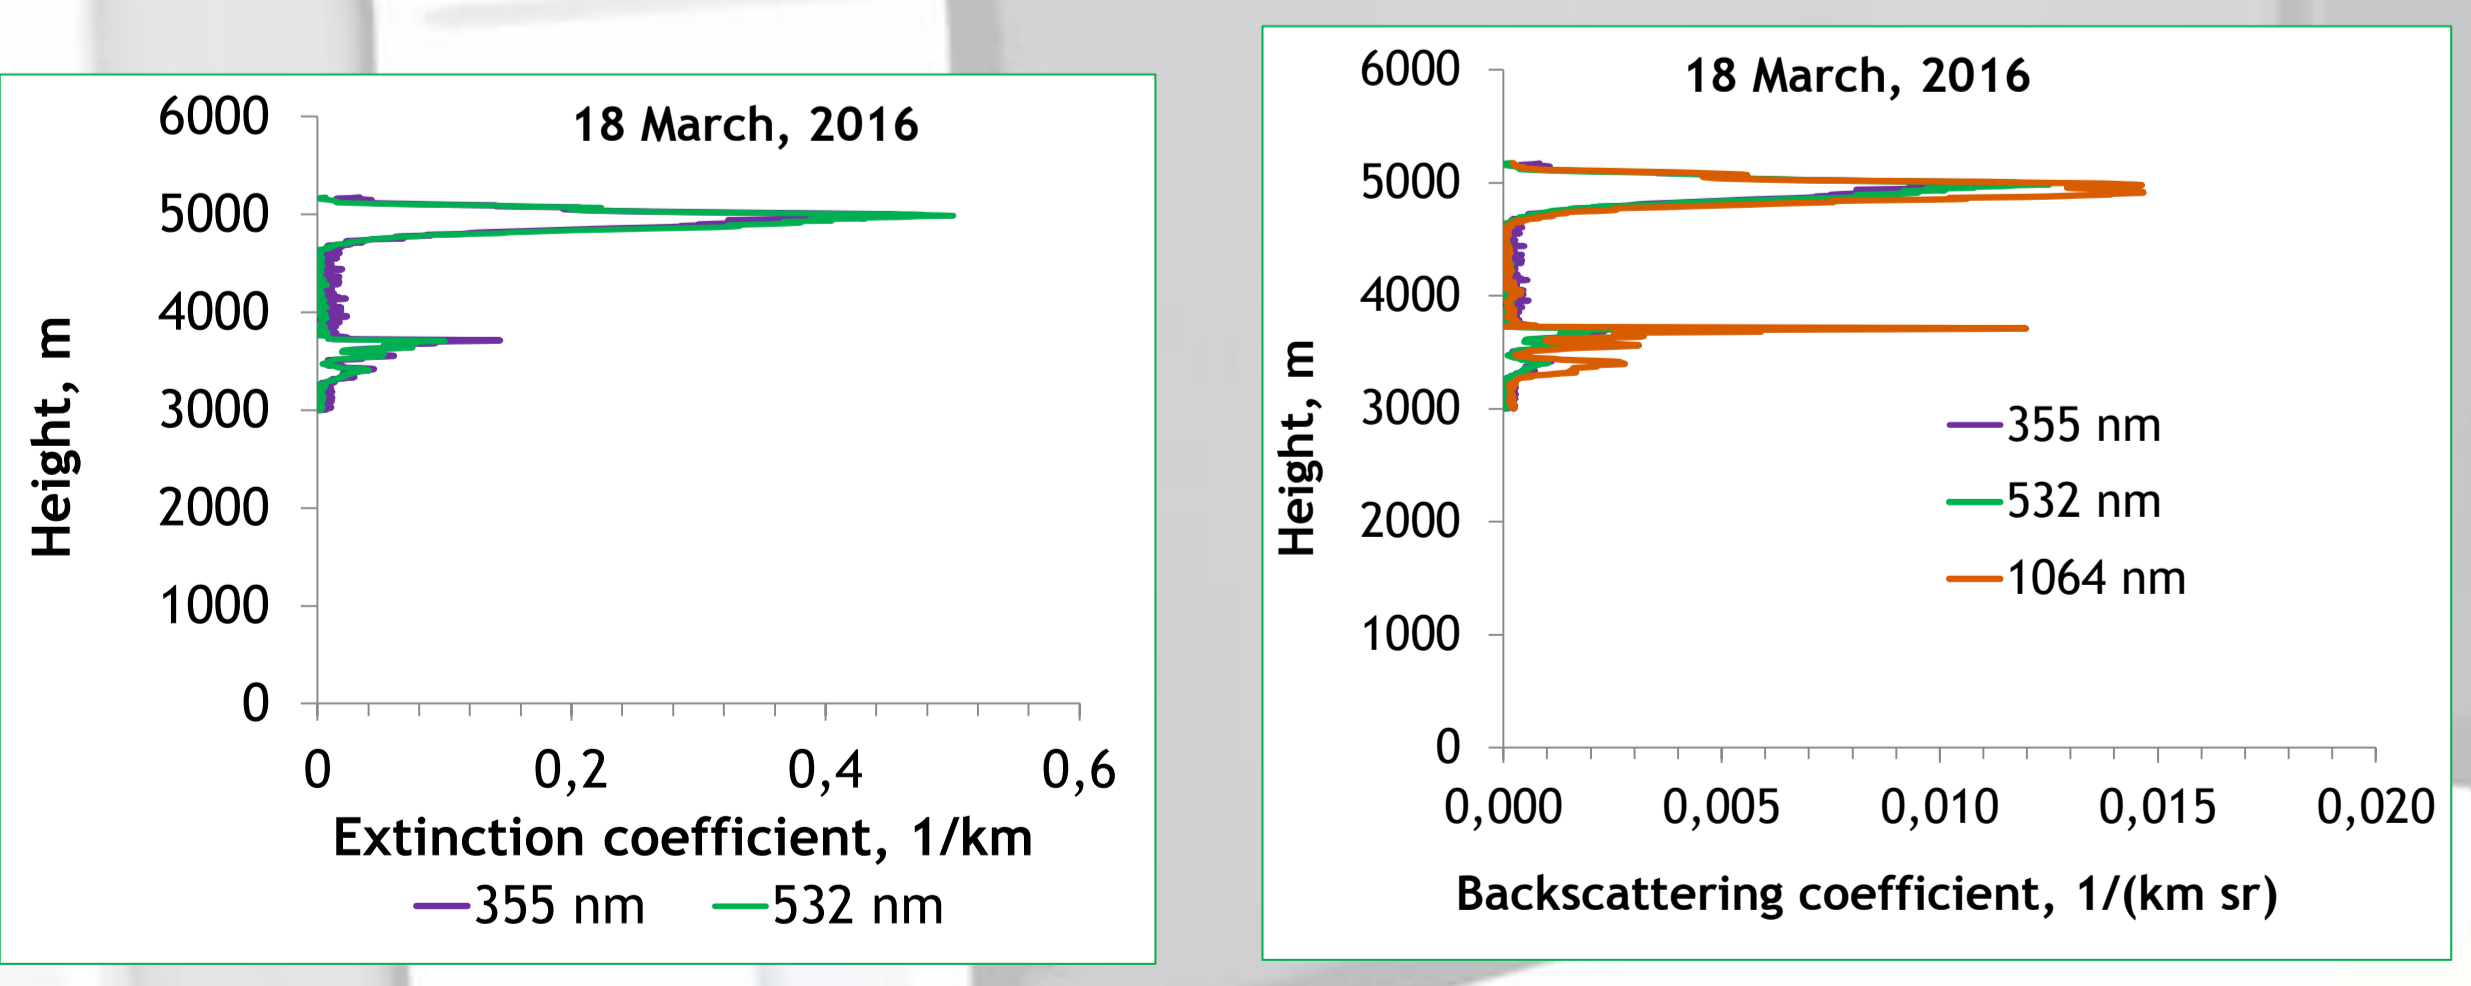 18 March, 2016
6000
5000
4000
3000
2000
1000
0
Height, m
0 0,2 0,4 0,6
Extinction coefficient, 1/km
355 nm 532 nm
18 March, 2016
6000
5000
4000
3000
2000
1000
0
Height, m
355 nm
532 nm
1064 nm
0,000 0,005 0,010 0,015 0,020
Backscattering coefficient, 1/(km sr)